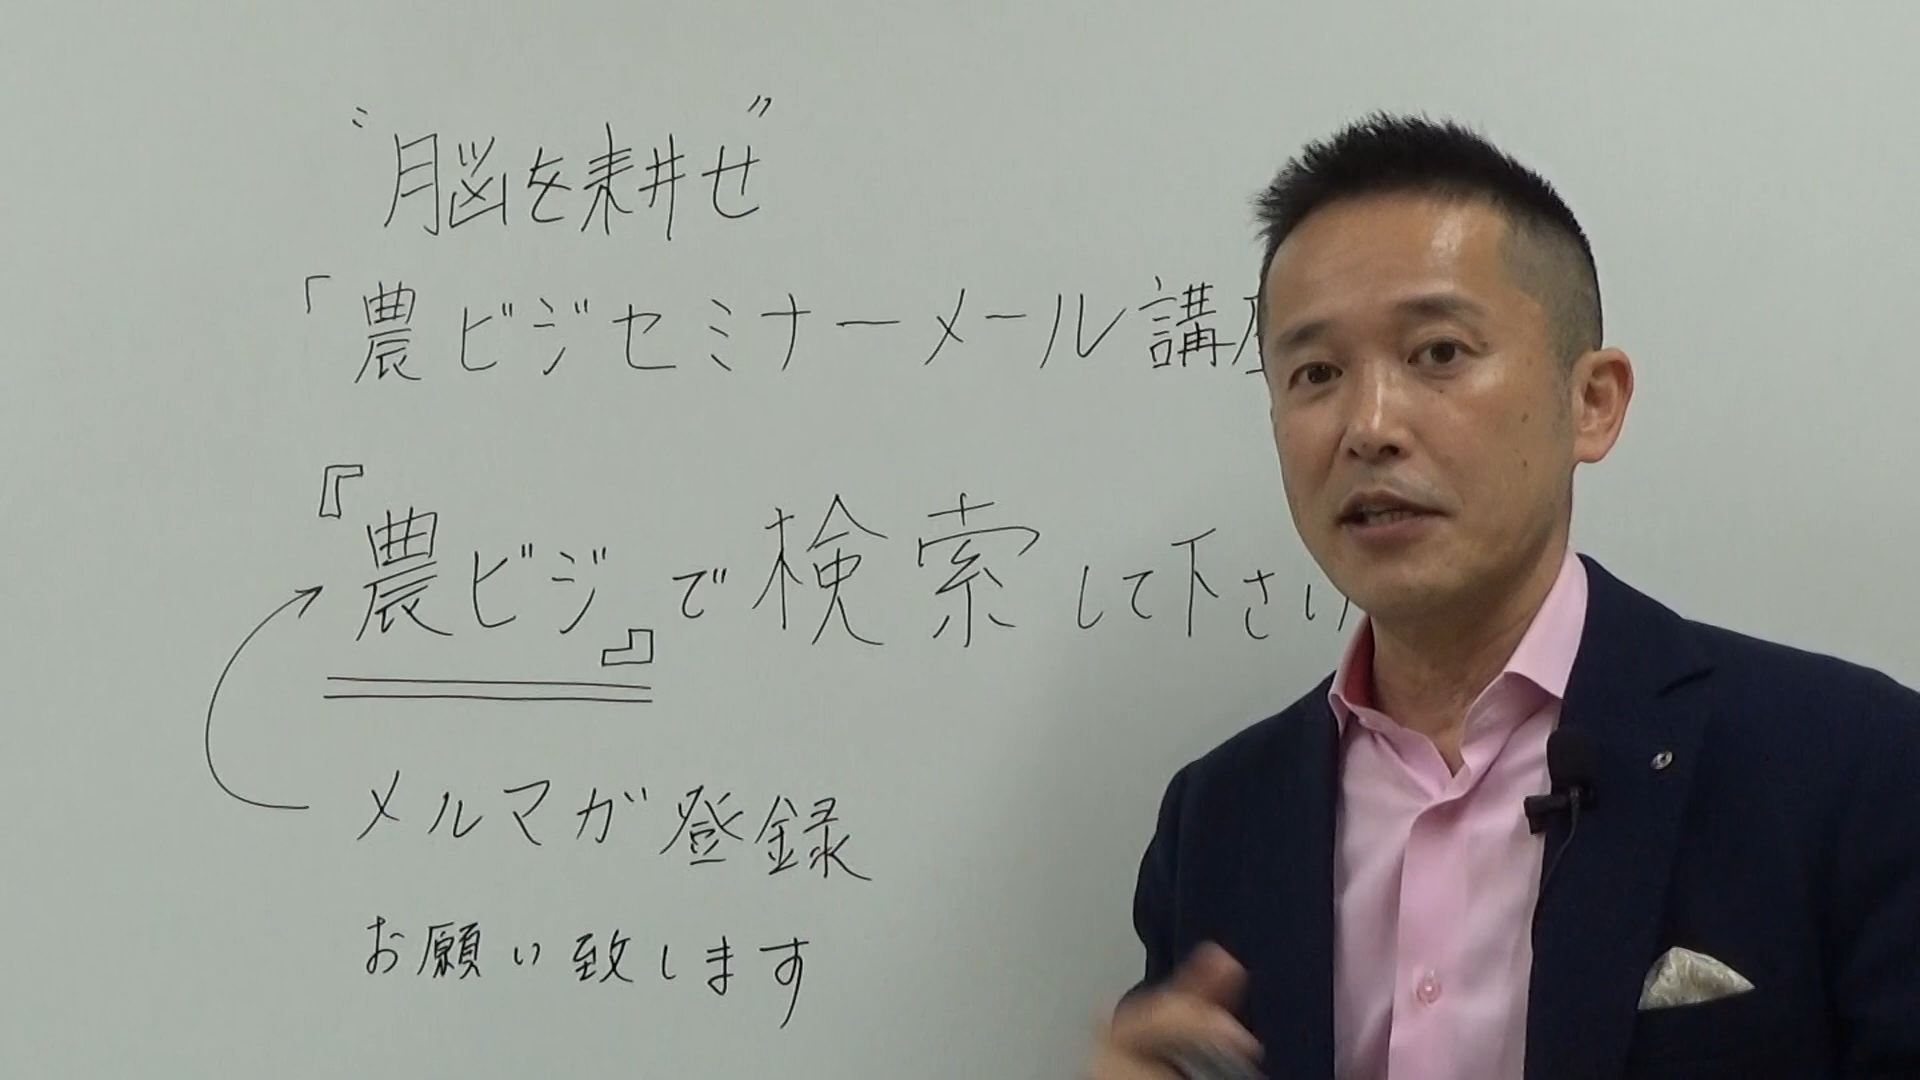 〝脳を耕せ〟
「農ビジセミナーメール講座
『農ビジ』で検索して下さい
メルマガ登録
お願い致します